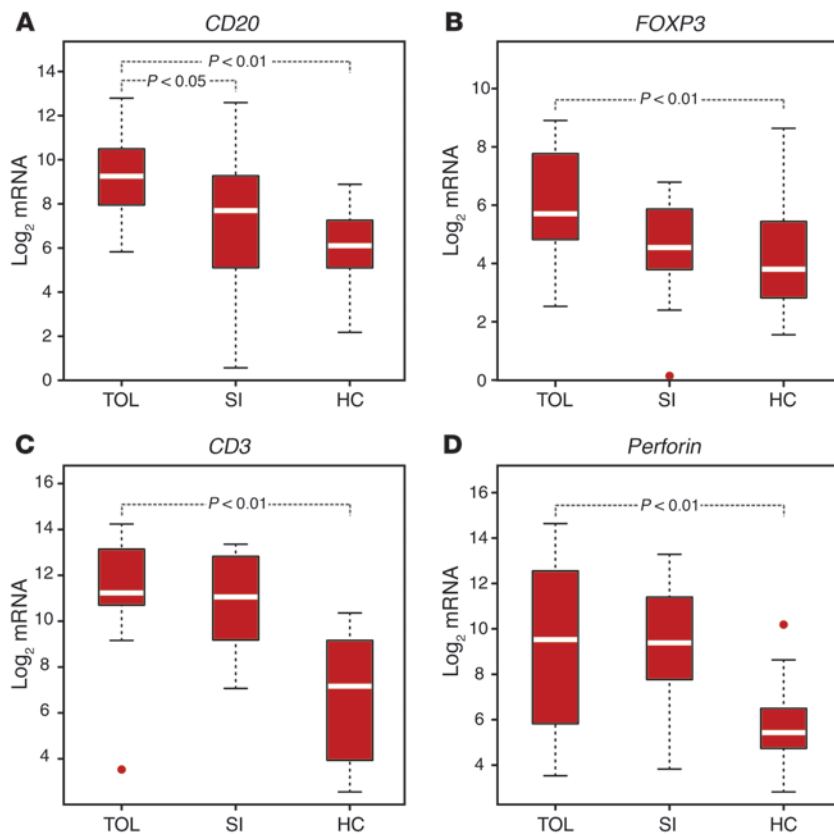 A CD20
Log₂ mRNA
14
12
10
8
6
4
2
0
P < 0.01
P < 0.05
TOL SI HC
B FOXP3
Log₂ mRNA
10
8
6
4
2
0
P < 0.01
TOL SI HC
C CD3
Log₂ mRNA
16
14
12
10
8
6
4
P < 0.01
TOL SI HC
D Perforin
Log₂ mRNA
16
14
12
10
8
6
4
P < 0.01
TOL SI HC